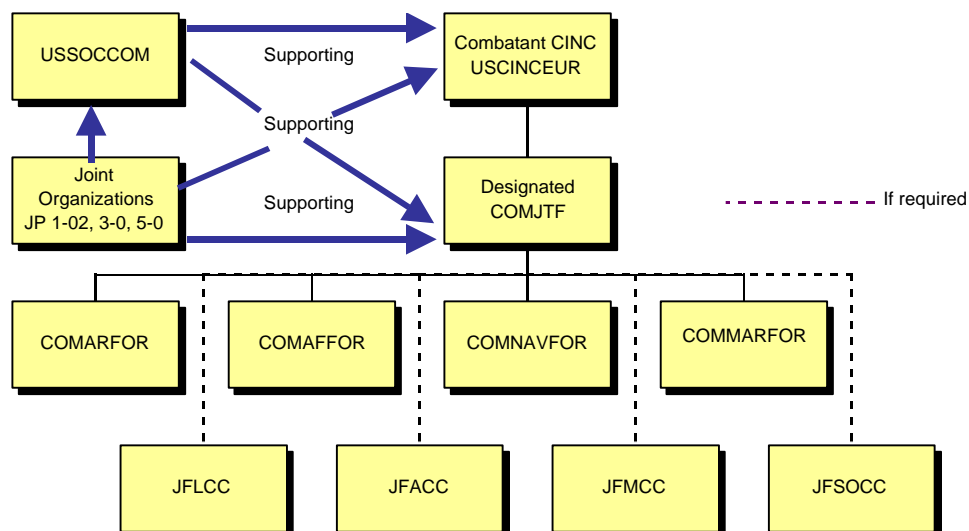 USSOCCOM
Supporting
Combatant CINC
USCINCEUR
Supporting
Joint
Organizations
JP 1-02, 3-0, 5-0
Supporting
Designated
COMJTF
If required
COMARFOR
COMAFFOR
COMNAVFOR
COMMARFOR
JFLCC
JFACC
JFMCC
JFSOCC